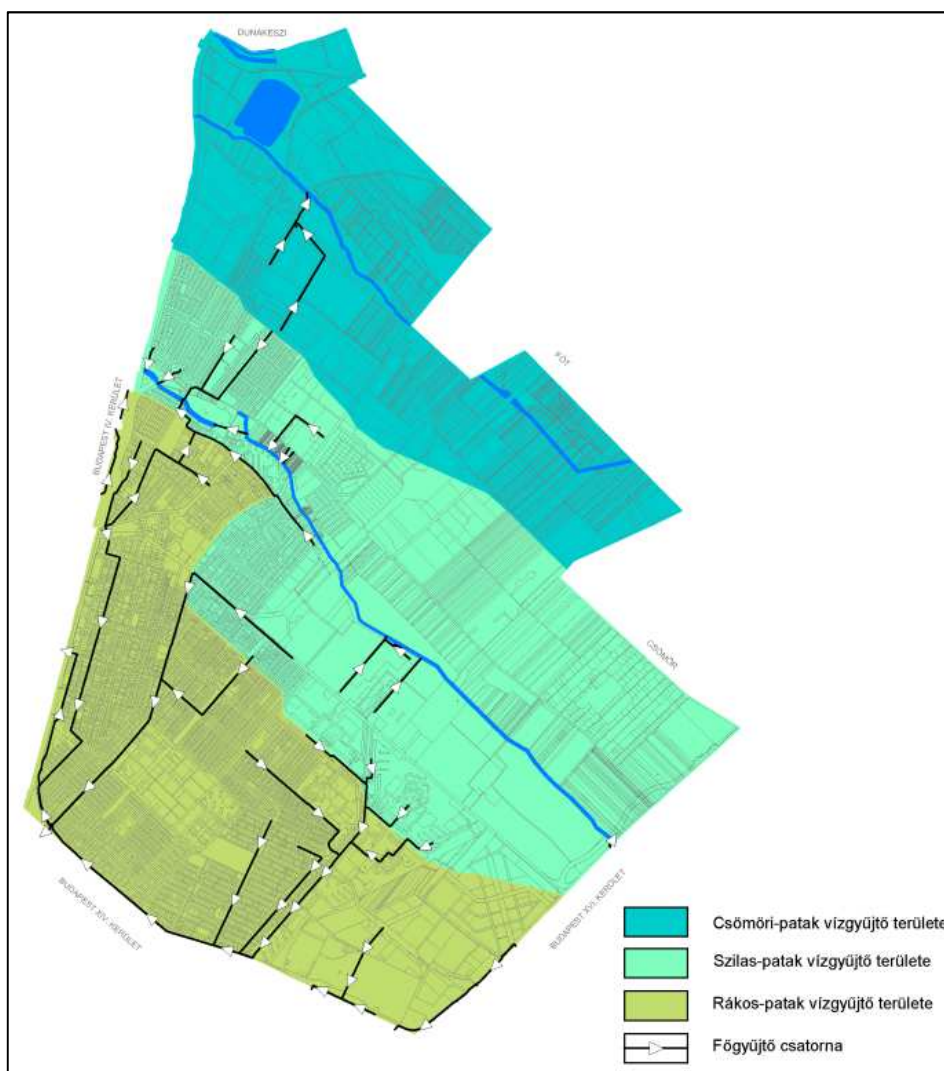 DUNAKESZI
FÓT
BUDAPEST IV. KERÜLET
CSÖMÖR
BUDAPEST XIV. KERÜLET
BUDAPEST XVI. KERÜLET
Csömöri-patak vízgyűjtő területe
Szilas-patak vízgyűjtő területe
Rákos-patak vízgyűjtő területe
Főgyűjtő csatorna